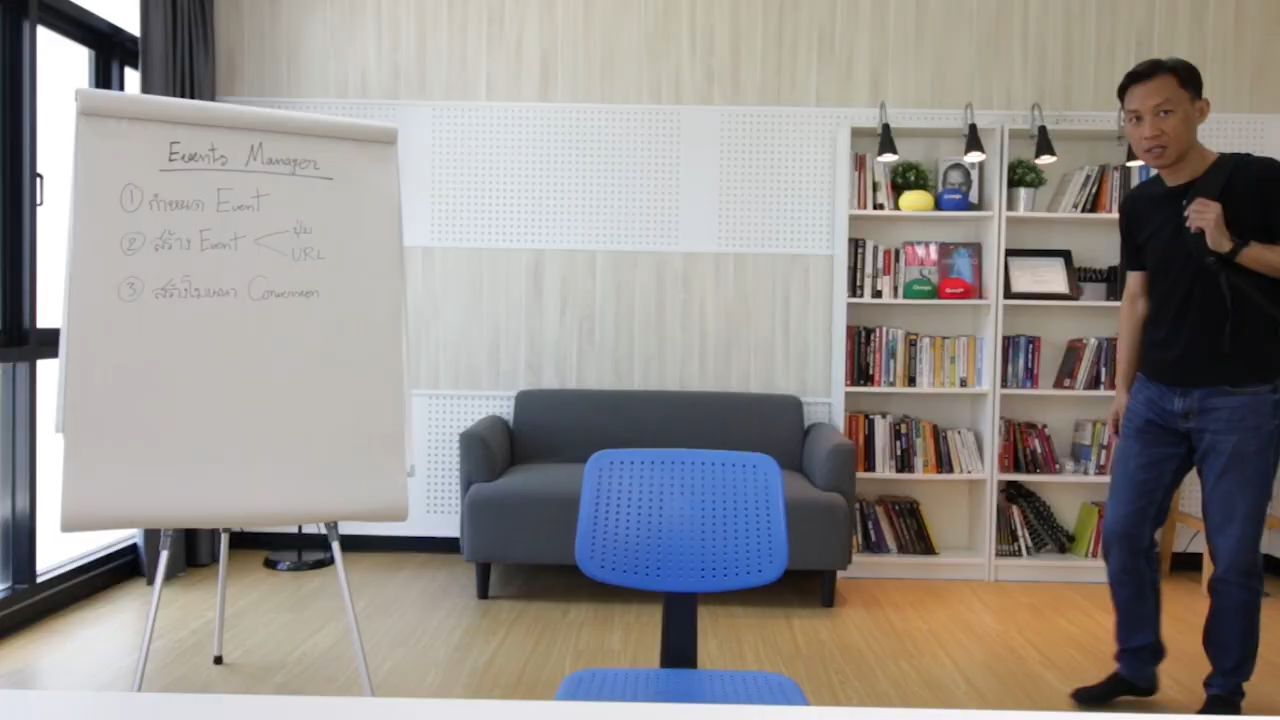 Events Manager
① กำหนด Event
② สร้าง Event
ปุ่ม
URL
③ สร้างโฆษณา Conversion